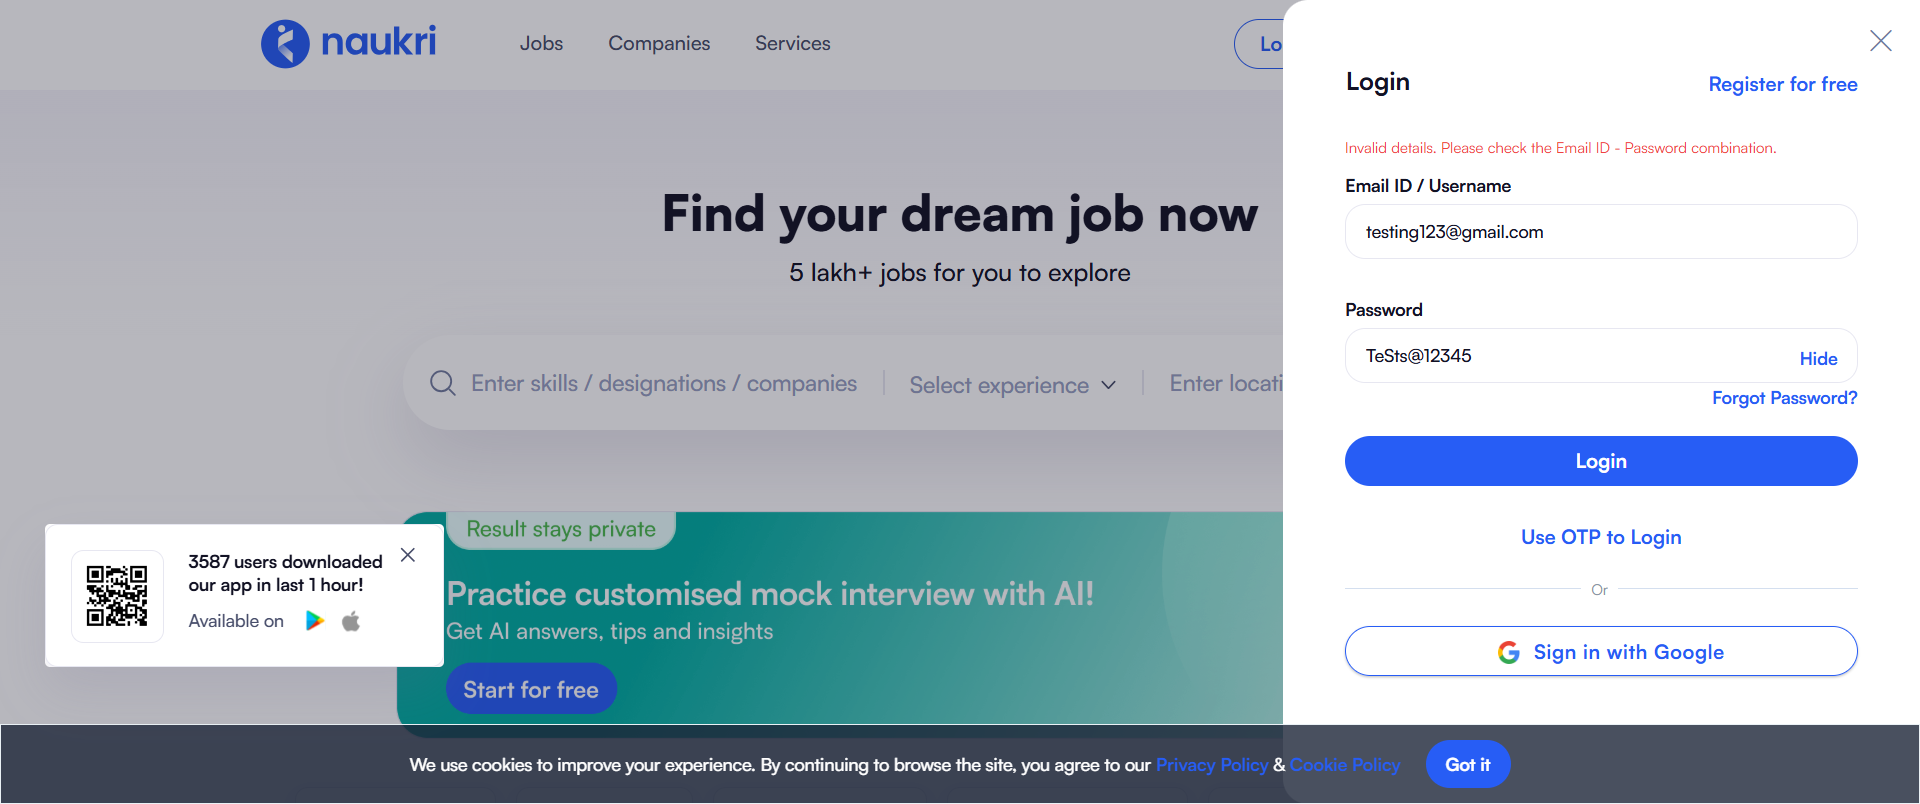 naukri
Jobs
Companies
Services
Lo
Find your dream job now
5 lakh+ jobs for you to explore
Enter skills / designations / companies
Select experience
Enter locati
Result stays private
Practice customised mock interview with AI!
Get AI answers, tips and insights
Start for free
3587 users downloaded
our app in last 1 hour!
Available on
Login
Register for free
Invalid details. Please check the Email ID - Password combination.
Email ID / Username
testing123@gmail.com
Password
TeSts@12345
Hide
Forgot Password?
Login
Use OTP to Login
Or
Sign in with Google
We use cookies to improve your experience. By continuing to browse the site, you agree to our Privacy Policy & Cookie Policy
Got it